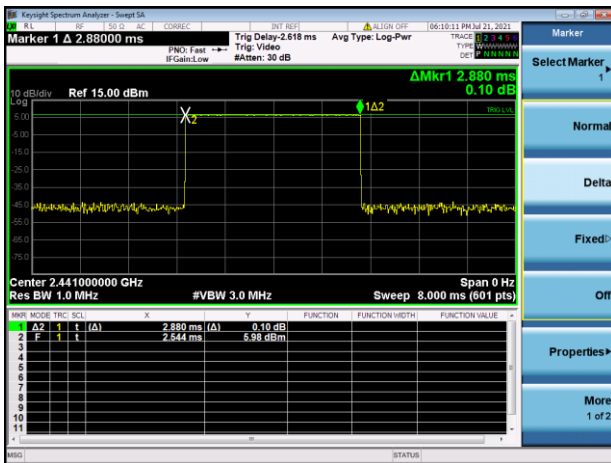 Keysight Spectrum Analyzer - Swept SA
RL RF 50 Ω AC CORREC INT REF ALIGN OFF 06:10:11 PM Jul 21, 2021
Marker 1 Δ 2.88000 ms
PNO: Fast
IFGain:Low
Trig Delay-2.618 ms
Trig: Video
#Atten: 30 dB
Avg Type: Log-Pwr
TRACE 1 2 3 4 5 6
TYPE WWWWWW
DET P NNNNN
ΔMkr1 2.880 ms
0.10 dB
10 dB/div
Log
Ref 15.00 dBm
1Δ2
TRIG LVL
X2
5.00
-5.00
-15.0
-25.0
-35.0
-45.0
-55.0
-65.0
-75.0
Center 2.441000000 GHz
Span 0 Hz
Res BW 1.0 MHz
#VBW 3.0 MHz
Sweep 8.000 ms (601 pts)
MKR MODE TRC SCL X Y FUNCTION FUNCTION WIDTH FUNCTION VALUE
1 Δ2 1 t (Δ) 2.880 ms (Δ) 0.10 dB
2 F 1 t 2.544 ms 5.98 dBm
3
4
5
6
7
8
9
10
11
MSG
STATUS
Marker
Select Marker
1
Normal
Delta
Fixed
Off
Properties
More
1 of 2